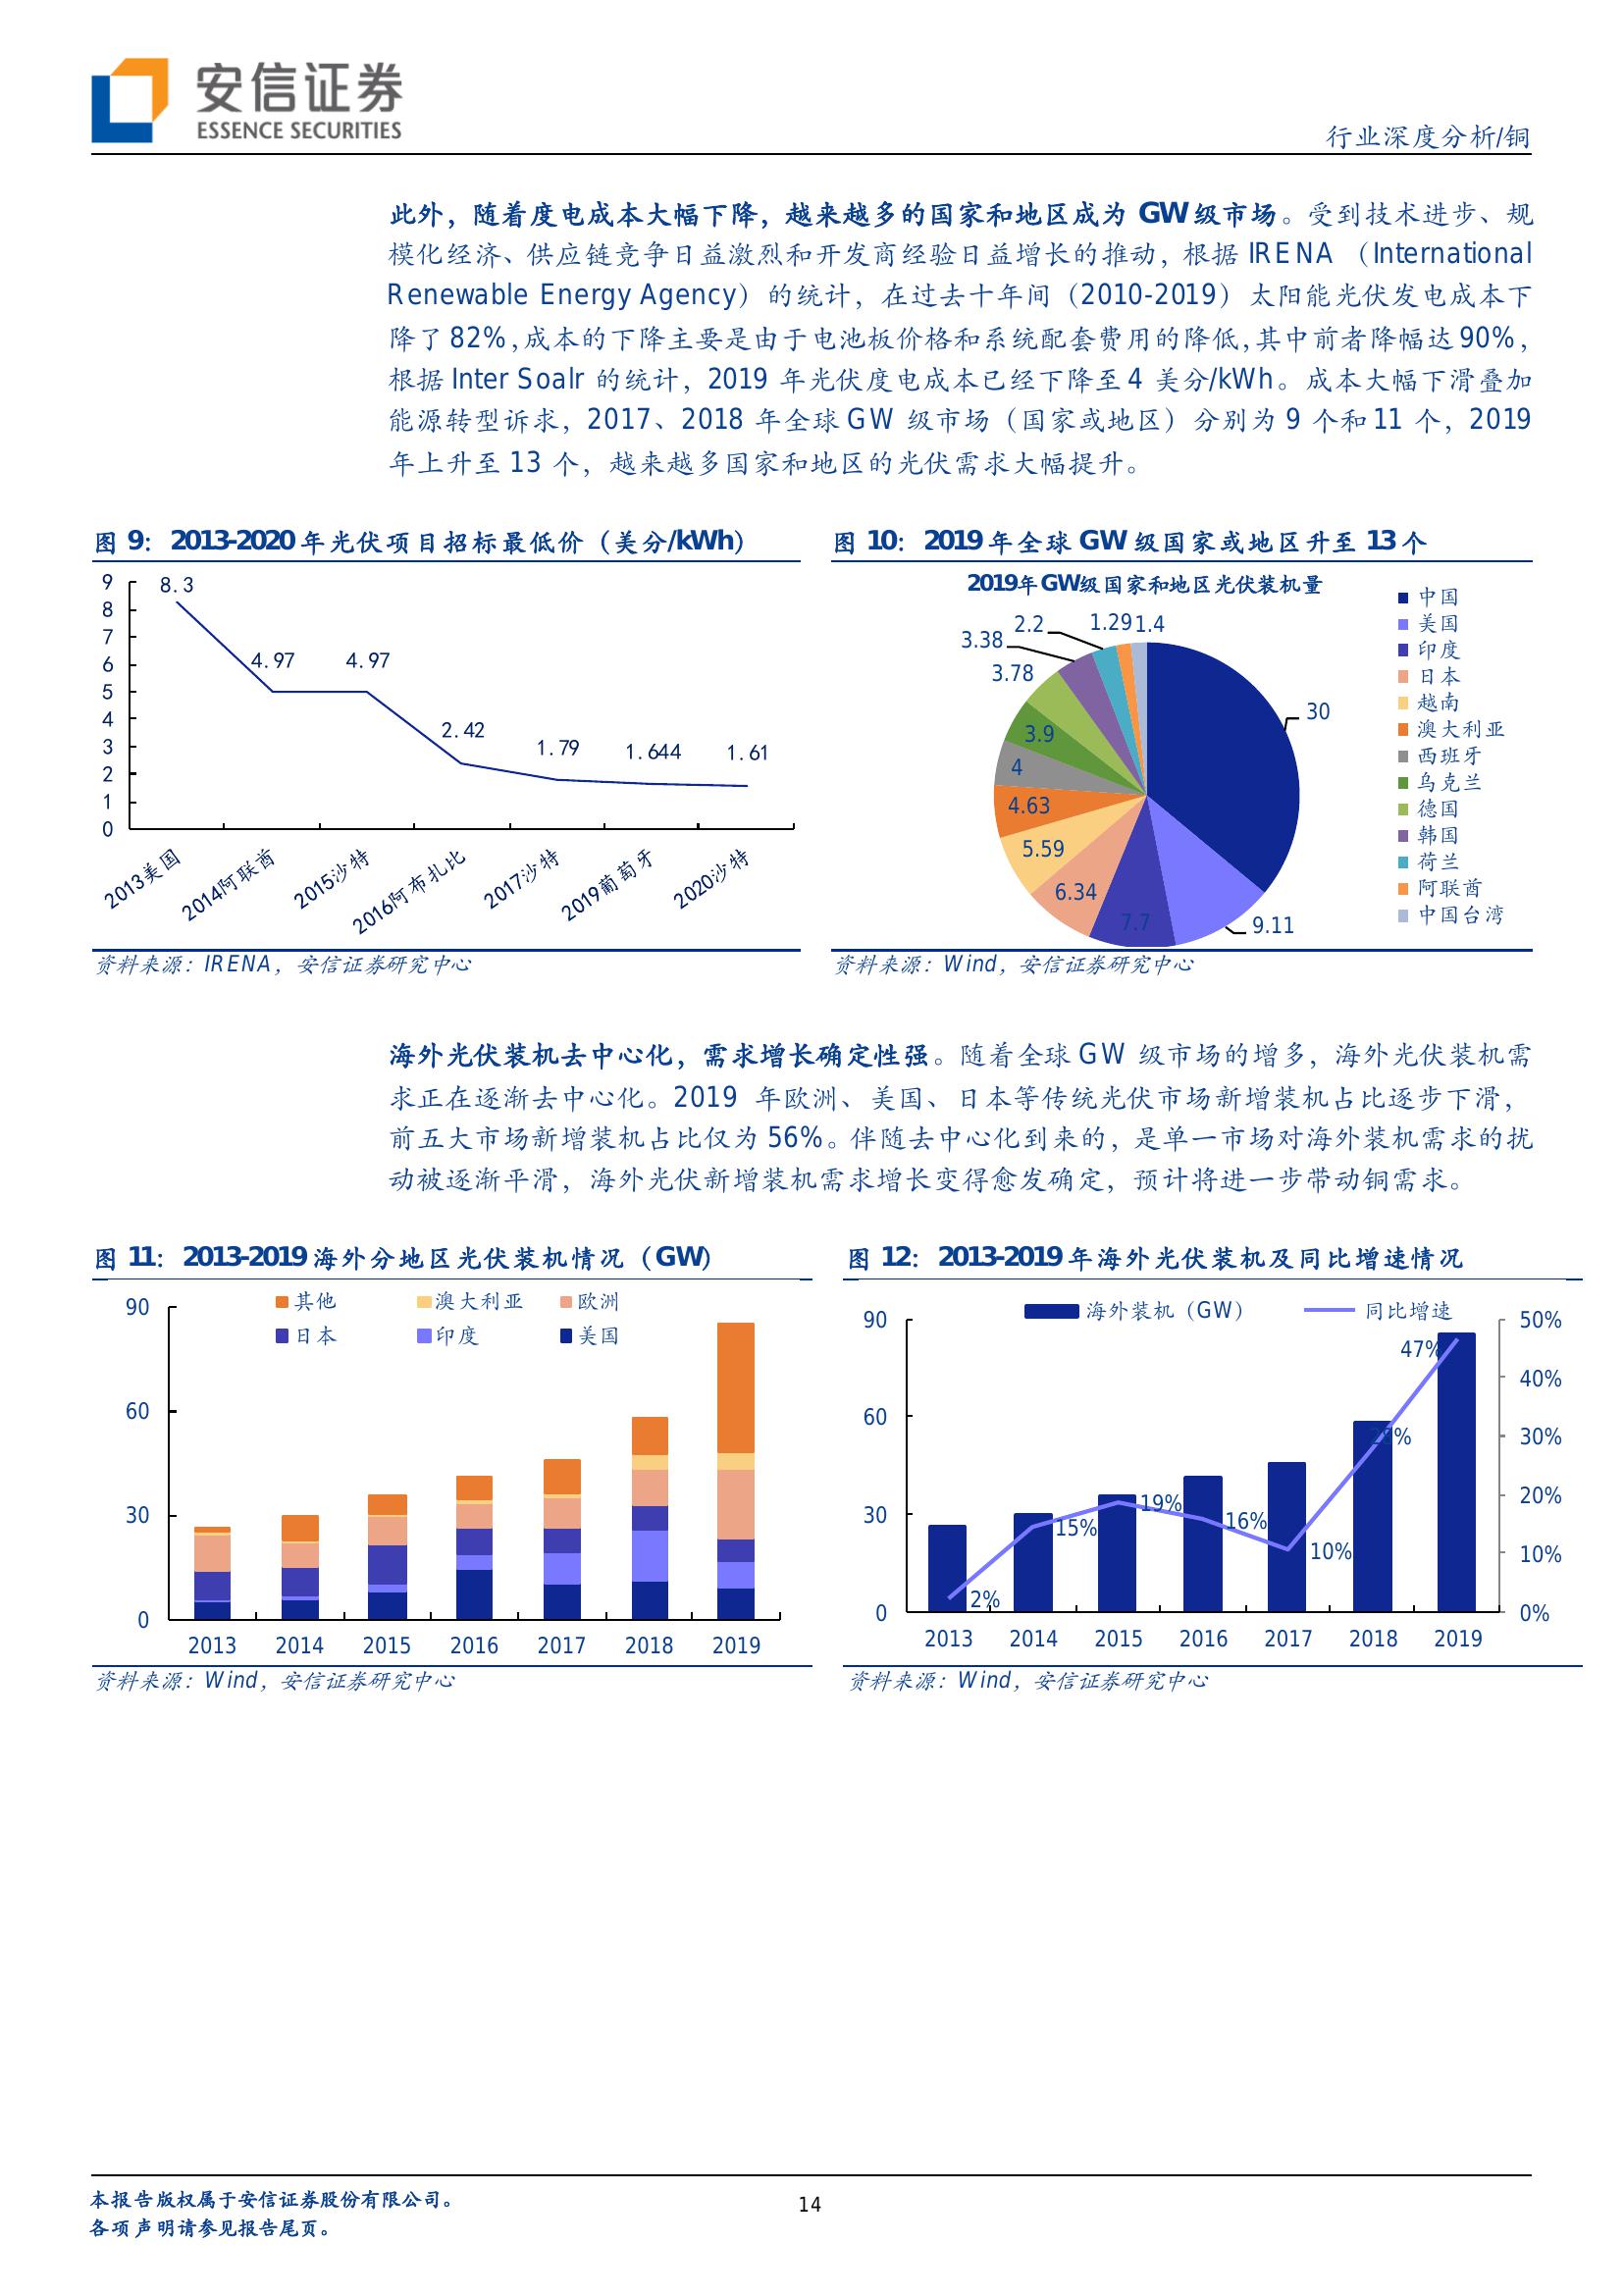 安信证券
ESSENCE SECURITIES
行业深度分析/铜
此外，随着度电成本大幅下降，越来越多的国家和地区成为 GW 级市场。受到技术进步、规
模化经济、供应链竞争日益激烈和开发商经验日益增长的推动，根据 IRENA （International
Renewable Energy Agency）的统计，在过去十年间（2010-2019）太阳能光伏发电成本下
降了 82%，成本的下降主要是由于电池板价格和系统配套费用的降低，其中前者降幅达 90%，
根据 Inter Soalr 的统计，2019 年光伏度电成本已经下降至 4 美分/kWh。成本大幅下滑叠加
能源转型诉求，2017、2018 年全球 GW 级市场（国家或地区）分别为 9 个和 11 个，2019
年上升至 13 个，越来越多国家和地区的光伏需求大幅提升。
图 9：2013-2020 年光伏项目招标最低价（美分/kWh）
9
8
7
6
5
4
3
2
1
0
8.3
4.97
4.97
2.42
1.79
1.644
1.61
2013美国
2014阿联酋
2015沙特
2016阿布扎比
2017沙特
2019葡萄牙
2020沙特
资料来源：IRENA，安信证券研究中心
图 10：2019 年全球 GW 级国家或地区升至 13 个
2019年GW级国家和地区光伏装机量
30
9.11
7.7
6.34
5.59
4.63
4
3.9
3.78
3.38
2.2
1.29
1.4
中国
美国
印度
日本
越南
澳大利亚
西班牙
乌克兰
德国
韩国
荷兰
阿联酋
中国台湾
资料来源：Wind，安信证券研究中心
海外光伏装机去中心化，需求增长确定性强。随着全球 GW 级市场的增多，海外光伏装机需
求正在逐渐去中心化。2019 年欧洲、美国、日本等传统光伏市场新增装机占比逐步下滑，
前五大市场新增装机占比仅为 56%。伴随去中心化到来的，是单一市场对海外装机需求的扰
动被逐渐平滑，海外光伏新增装机需求增长变得愈发确定，预计将进一步带动铜需求。
图 11：2013-2019 海外分地区光伏装机情况（GW）
90
60
30
0
其他
澳大利亚
欧洲
日本
印度
美国
2013 2014 2015 2016 2017 2018 2019
资料来源：Wind，安信证券研究中心
图 12：2013-2019 年海外光伏装机及同比增速情况
海外装机（GW）
同比增速
90
60
30
0
50%
40%
30%
20%
10%
0%
2%
15%
19%
16%
10%
47%
2013 2014 2015 2016 2017 2018 2019
资料来源：Wind，安信证券研究中心
本报告版权属于安信证券股份有限公司。
各项声明请参见报告尾页。
14